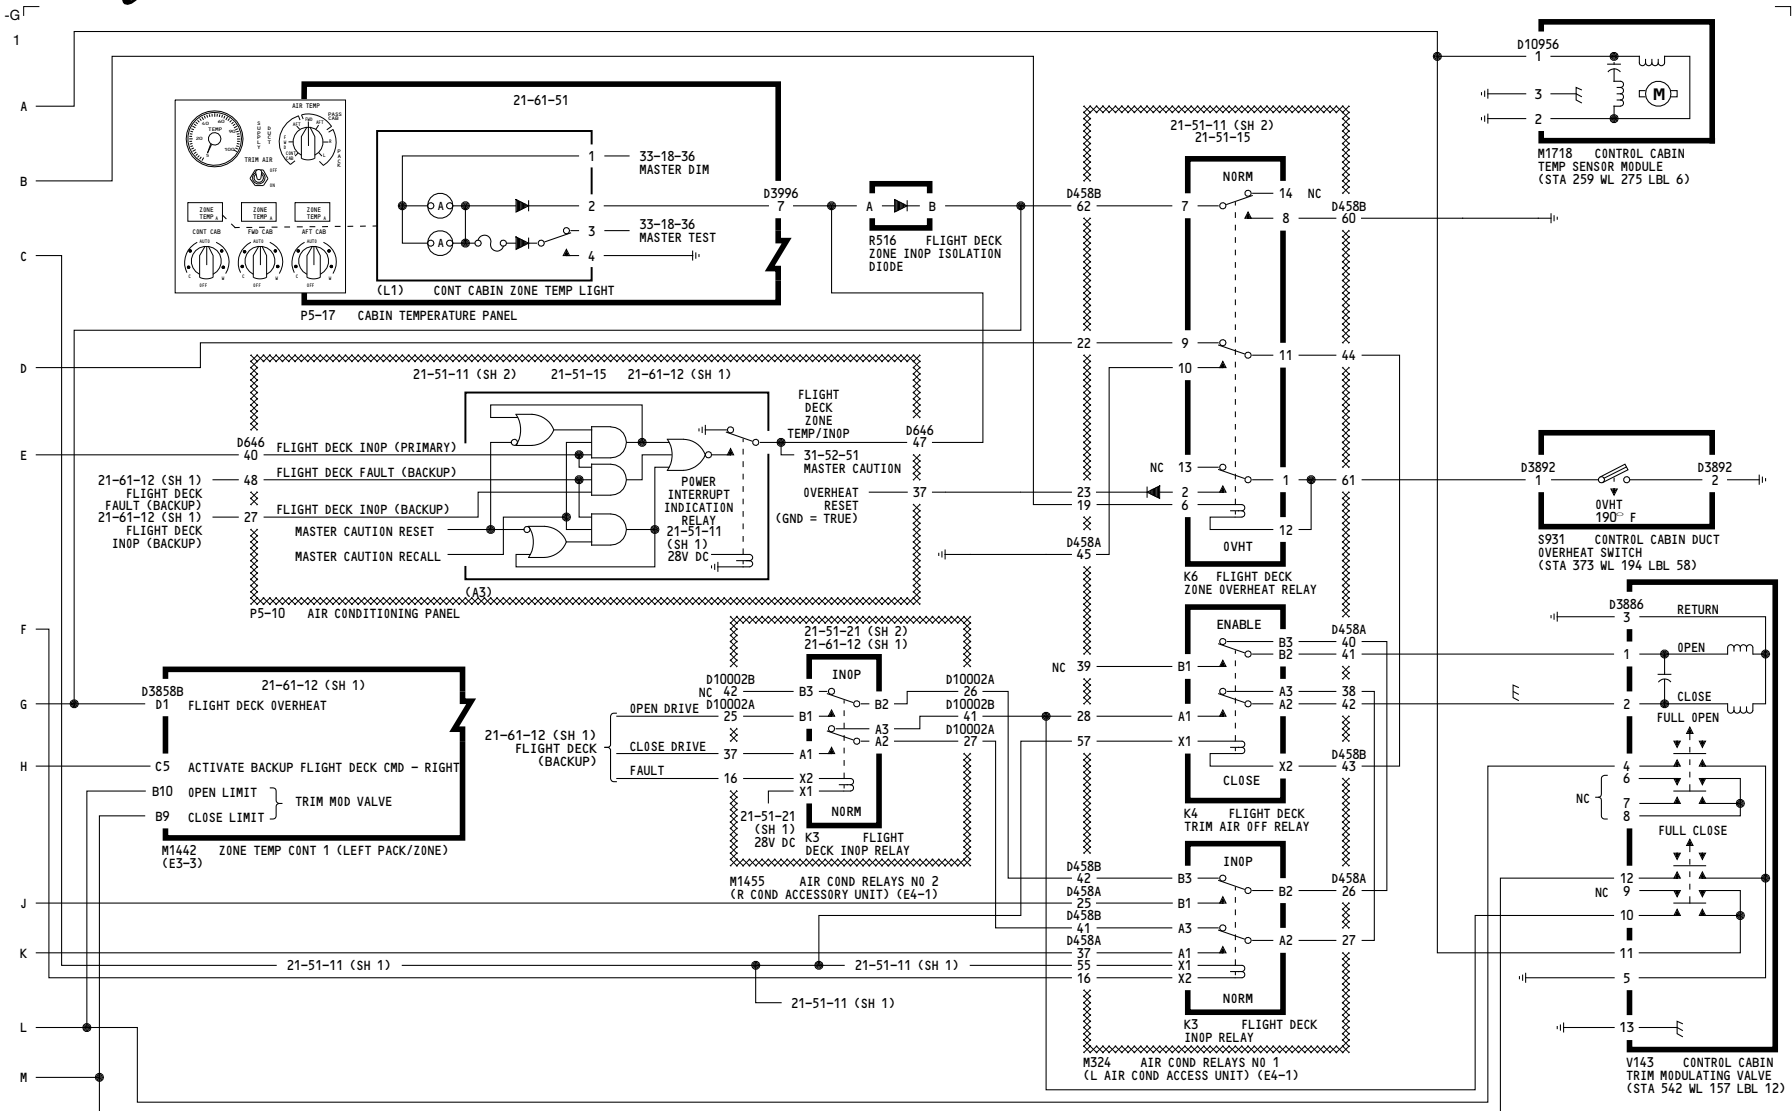 -G
1
A
B
C
D
E
F
G
H
J
K
L
M
AIR TEMP
SUPPLY DUCT
PASS CAB
FWD
AFT
AFT
FWD
CONT CAB
R
L
PACK
TEMP
0
20
40
60
80
100
TRIM AIR
OFF
ON
ZONE TEMP A
ZONE TEMP A
ZONE TEMP A
CONT CAB
FWD CAB
AFT CAB
AUTO
AUTO
AUTO
C W
C W
C W
OFF
OFF
OFF
21-61-51
1 33-18-36
MASTER DIM
A
2
A
3 33-18-36
MASTER TEST
4
(L1) CONT CABIN ZONE TEMP LIGHT
P5-17 CABIN TEMPERATURE PANEL
D3996
7
A B
R516 FLIGHT DECK
ZONE INOP ISOLATION
DIODE
21-51-11 (SH 2) 21-51-15 21-61-12 (SH 1)
D646
40 FLIGHT DECK INOP (PRIMARY)
48 FLIGHT DECK FAULT (BACKUP)
27 FLIGHT DECK INOP (BACKUP)
21-61-12 (SH 1)
FLIGHT DECK
FAULT (BACKUP)
21-61-12 (SH 1)
FLIGHT DECK
INOP (BACKUP)
MASTER CAUTION RESET
MASTER CAUTION RECALL
POWER
INTERRUPT
INDICATION
RELAY
21-51-11
(SH 1)
28V DC
(A3)
FLIGHT
DECK
ZONE
TEMP/INOP
D646
47
31-52-51
MASTER CAUTION
OVERHEAT
RESET
(GND = TRUE)
37
P5-10 AIR CONDITIONING PANEL
21-61-12 (SH 1)
D3858B
D1 FLIGHT DECK OVERHEAT
C5 ACTIVATE BACKUP FLIGHT DECK CMD - RIGHT
B10 OPEN LIMIT
TRIM MOD VALVE
B9 CLOSE LIMIT
M1442 ZONE TEMP CONT 1 (LEFT PACK/ZONE)
(E3-3)
21-51-21 (SH 2)
21-61-12 (SH 1)
INOP
D10002B
NC 42 B3
D10002A
OPEN DRIVE 25 B1
CLOSE DRIVE 37 A1
FAULT 16 X2
X1
21-61-12 (SH 1)
FLIGHT DECK
(BACKUP)
21-51-21
(SH 1)
28V DC
NORM
D10002A
B2 26
D10002B
A3 41
D10002A
A2 27
K3 FLIGHT
DECK INOP RELAY
M1455 AIR COND RELAYS NO 2
(R COND ACCESSORY UNIT) (E4-1)
21-51-11 (SH 1)
21-51-11 (SH 1)
21-51-11 (SH 1)
21-51-11 (SH 2)
21-51-15
NORM
D458B
62 7
14 NC
D458B
8 60
22 9
10
11 44
NC 13
23 2
19 6
1 61
12
D458A
45
OVHT
K6 FLIGHT DECK
ZONE OVERHEAT RELAY
ENABLE
D458A
B3 40
B2 41
NC 39 B1
A3 38
A2 42
28 A1
57 X1
D458B
X2 43
CLOSE
K4 FLIGHT DECK
TRIM AIR OFF RELAY
INOP
D458B
42 B3
D458A
B2 26
D458A
25 B1
D458B
41 A3
A2 27
D458A
37 A1
55 X1
16 X2
NORM
K3 FLIGHT DECK
INOP RELAY
M324 AIR COND RELAYS NO 1
(L AIR COND ACCESS UNIT) (E4-1)
D10956
1
3
2
M
M1718 CONTROL CABIN
TEMP SENSOR MODULE
(STA 259 WL 275 LBL 6)
D3892
1
D3892
2
OVHT
190° F
S931 CONTROL CABIN DUCT
OVERHEAT SWITCH
(STA 373 WL 194 LBL 58)
D3886
3 RETURN
1 OPEN
2 CLOSE
FULL OPEN
4
6
NC
7
8
FULL CLOSE
12
NC 9
10
11
5
13
V143 CONTROL CABIN
TRIM MODULATING VALVE
(STA 542 WL 157 LBL 12)